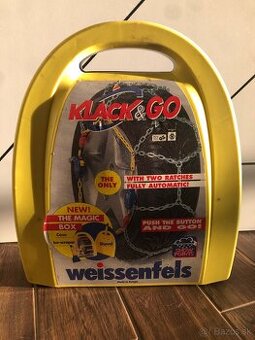 KLACK & GO
THE ONLY
WITH TWO RATCHES
FULLY AUTOMATIC!
NEW!
THE MAGIC
BOX
PUSH THE BUTTON
AND GO!
weissenfels
Bazos.sk